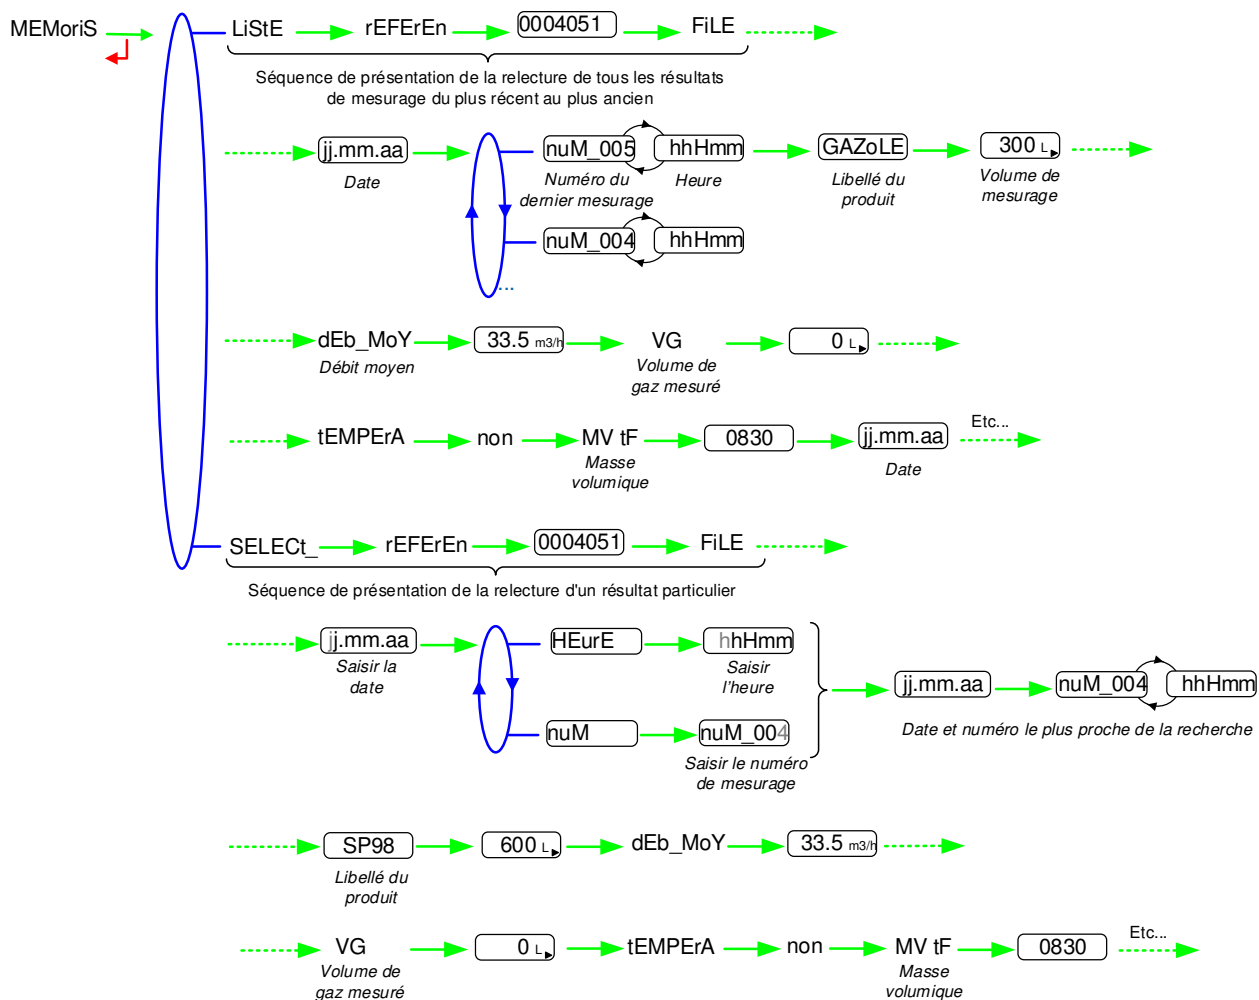 MEMoriS
LiStE rEFErEn 0004051 FiLE
Séquence de présentation de la relecture de tous les résultats
de mesurage du plus récent au plus ancien
jj.mm.aa nuM_005 hhHmm GAZoLE 300 L
Date Numéro du Heure Libellé du Volume de
dernier mesurage produit mesurage
nuM_004 hhHmm
...
dEb_MoY 33.5 m3/h VG 0 L
Débit moyen Volume de
gaz mesuré
tEMPErA non MV tF 0830 jj.mm.aa Etc...
Masse Date
volumique
SELECt_ rEFErEn 0004051 FiLE
Séquence de présentation de la relecture d'un résultat particulier
jj.mm.aa HEurE hhHmm
Saisir la Saisir
date l'heure
jj.mm.aa nuM_004 hhHmm
nuM nuM_004
Date et numéro le plus proche de la recherche
Saisir le numéro
de mesurage
SP98 600 L dEb_MoY 33.5 m3/h
Libellé du
produit
VG 0 L tEMPErA non MV tF 0830 Etc...
Volume de Masse
gaz mesuré volumique